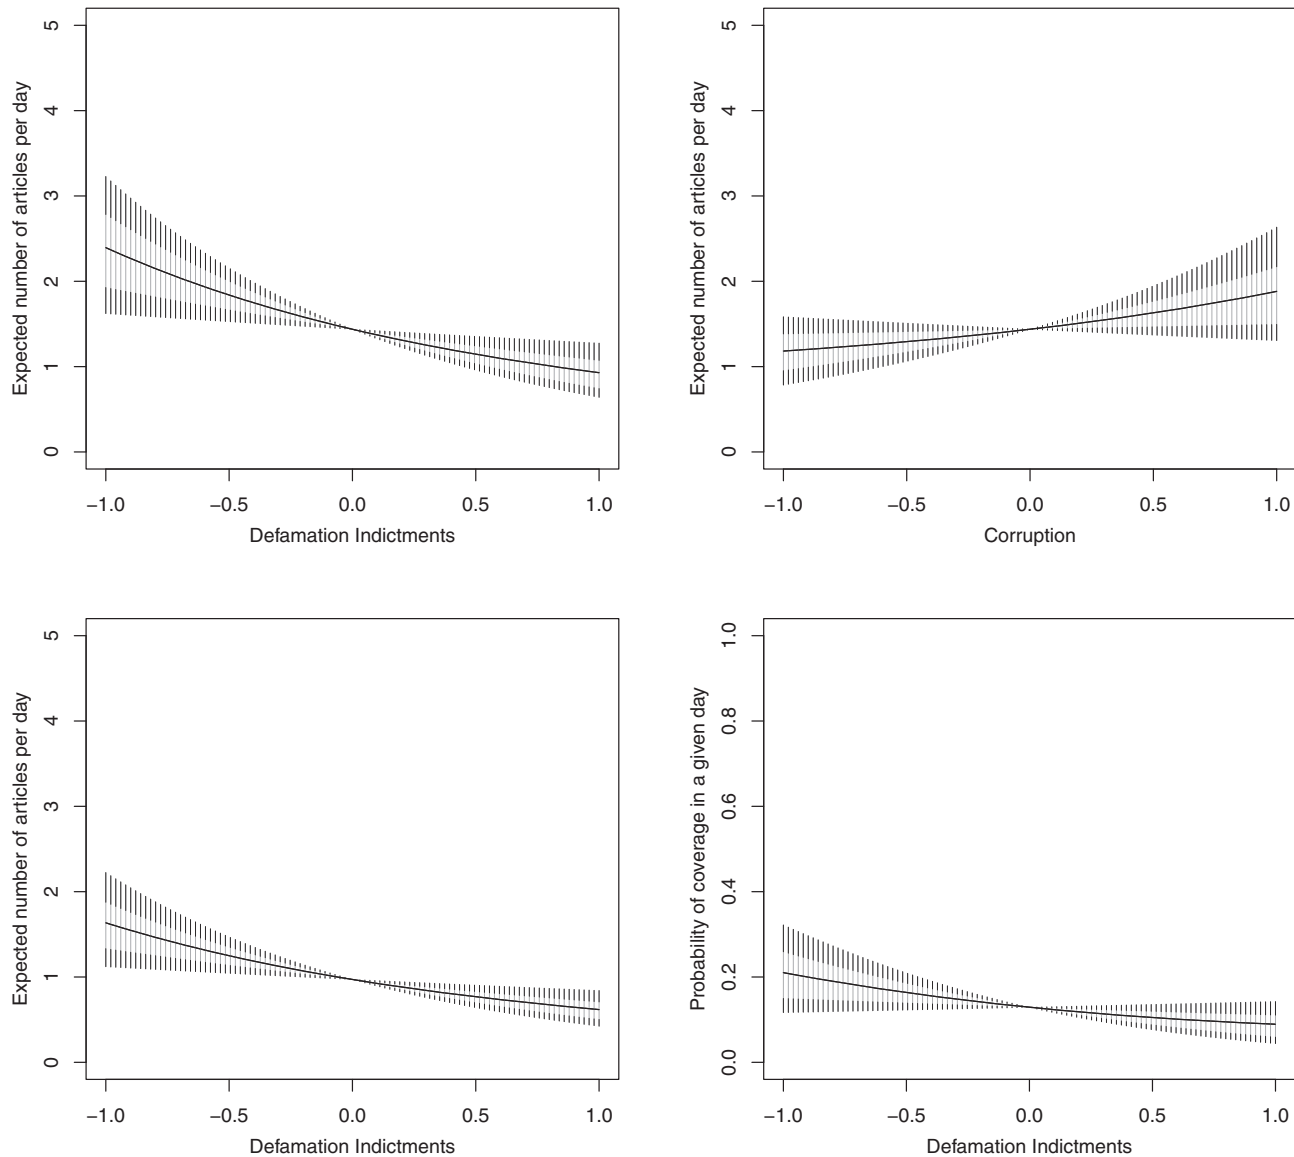 Expected number of articles per day
5
4
3
2
1
0
−1.0 −0.5 0.0 0.5 1.0
Defamation Indictments
Expected number of articles per day
5
4
3
2
1
0
−1.0 −0.5 0.0 0.5 1.0
Corruption
Expected number of articles per day
5
4
3
2
1
0
−1.0 −0.5 0.0 0.5 1.0
Defamation Indictments
Probability of coverage in a given day
1.0
0.8
0.6
0.4
0.2
0.0
−1.0 −0.5 0.0 0.5 1.0
Defamation Indictments